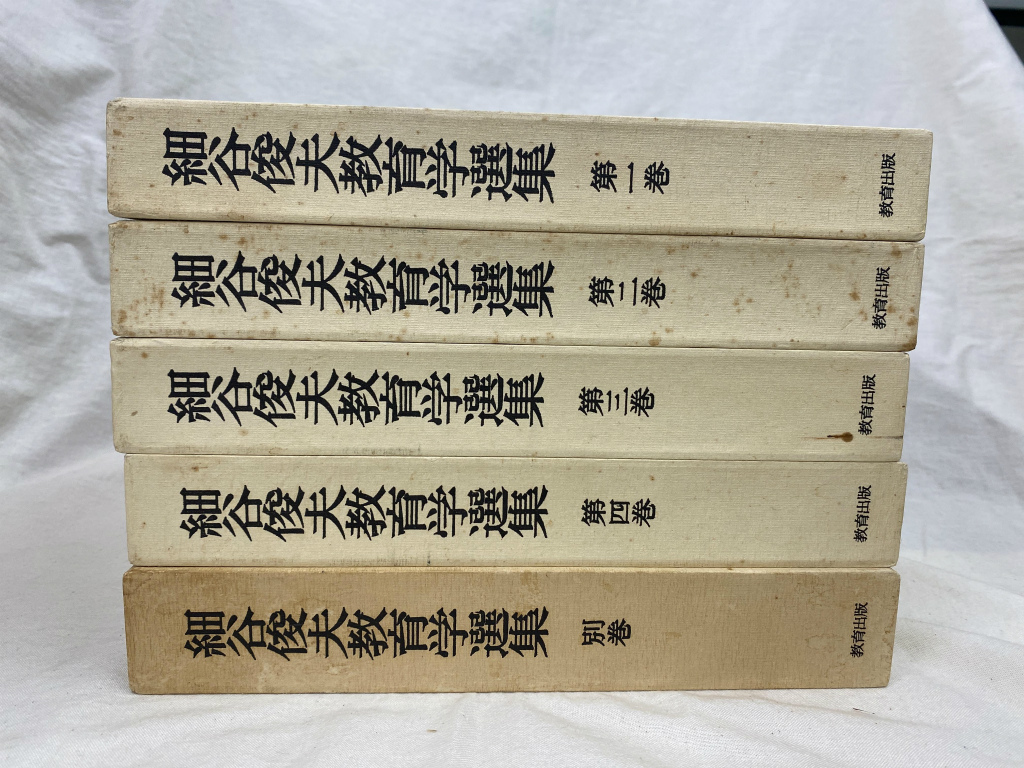 細谷俊夫教育学選集 第一巻 教育出版
細谷俊夫教育学選集 第二巻 教育出版
細谷俊夫教育学選集 第三巻 教育出版
細谷俊夫教育学選集 第四巻 教育出版
細谷俊夫教育学選集 別巻 教育出版